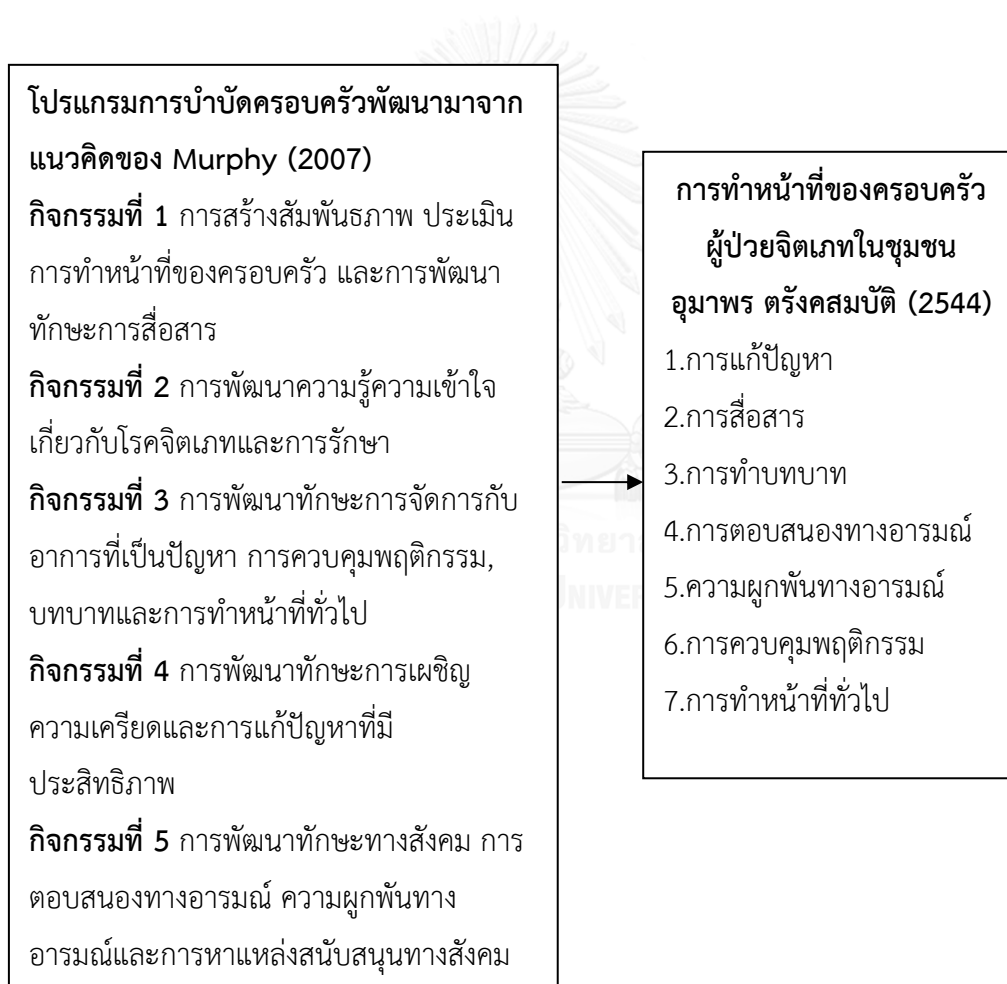 โปรแกรมการบำบัดครอบครัวพัฒนามาจาก
แนวคิดของ Murphy (2007)
กิจกรรมที่ 1 การสร้างสัมพันธภาพ ประเมิน
การทำหน้าที่ของครอบครัว และการพัฒนา
ทักษะการสื่อสาร
กิจกรรมที่ 2 การพัฒนาความรู้ความเข้าใจ
เกี่ยวกับโรคจิตเภทและการรักษา
กิจกรรมที่ 3 การพัฒนาทักษะการจัดการกับ
อาการที่เป็นปัญหา การควบคุมพฤติกรรม,
บทบาทและการทำหน้าที่ทั่วไป
กิจกรรมที่ 4 การพัฒนาทักษะการเผชิญ
ความเครียดและการแก้ปัญหาที่มี
ประสิทธิภาพ
กิจกรรมที่ 5 การพัฒนาทักษะทางสังคม การ
ตอบสนองทางอารมณ์ ความผูกพันทาง
อารมณ์และการหาแหล่งสนับสนุนทางสังคม
การทำหน้าที่ของครอบครัว
ผู้ป่วยจิตเภทในชุมชน
อุมาพร ตรังคสมบัติ (2544)
1.การแก้ปัญหา
2.การสื่อสาร
3.การทำบทบาท
4.การตอบสนองทางอารมณ์
5.ความผูกพันทางอารมณ์
6.การควบคุมพฤติกรรม
7.การทำหน้าที่ทั่วไป